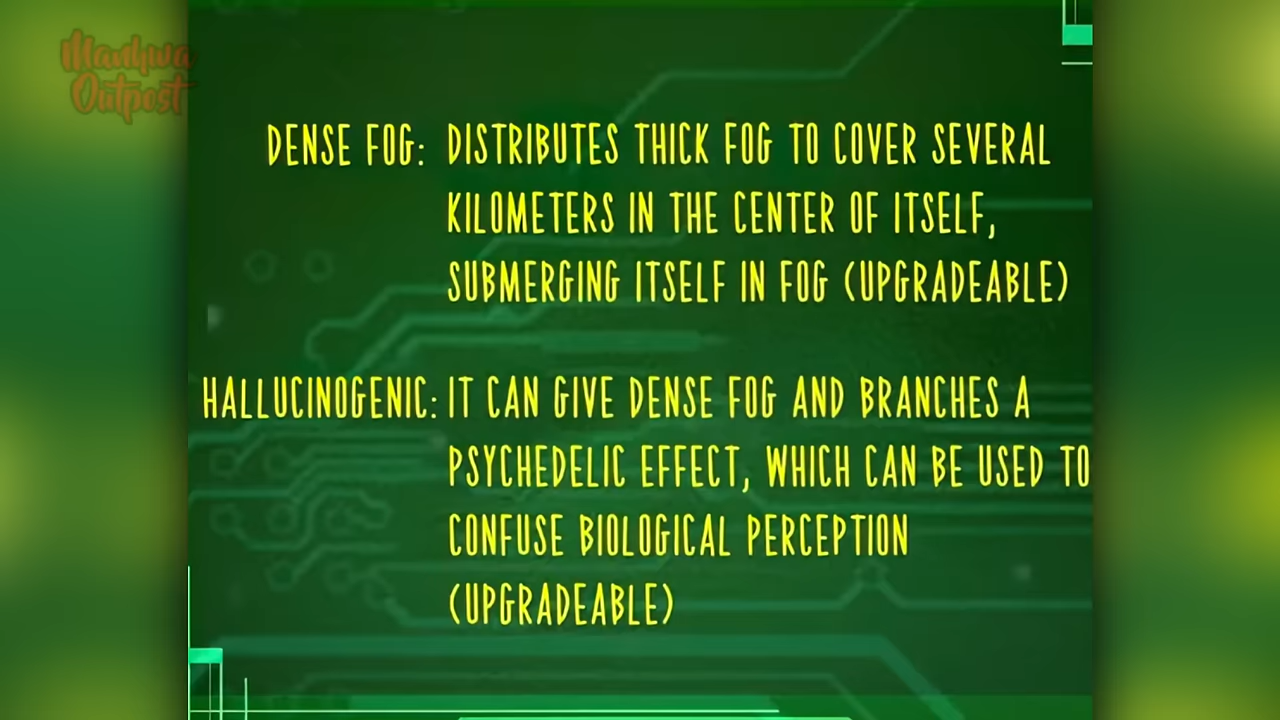 Manhwa
Outpost
DENSE FOG: DISTRIBUTES THICK FOG TO COVER SEVERAL
KILOMETERS IN THE CENTER OF ITSELF,
SUBMERGING ITSELF IN FOG (UPGRADEABLE)
HALLUCINOGENIC: IT CAN GIVE DENSE FOG AND BRANCHES A
PSYCHEDELIC EFFECT, WHICH CAN BE USED TO
CONFUSE BIOLOGICAL PERCEPTION
(UPGRADEABLE)